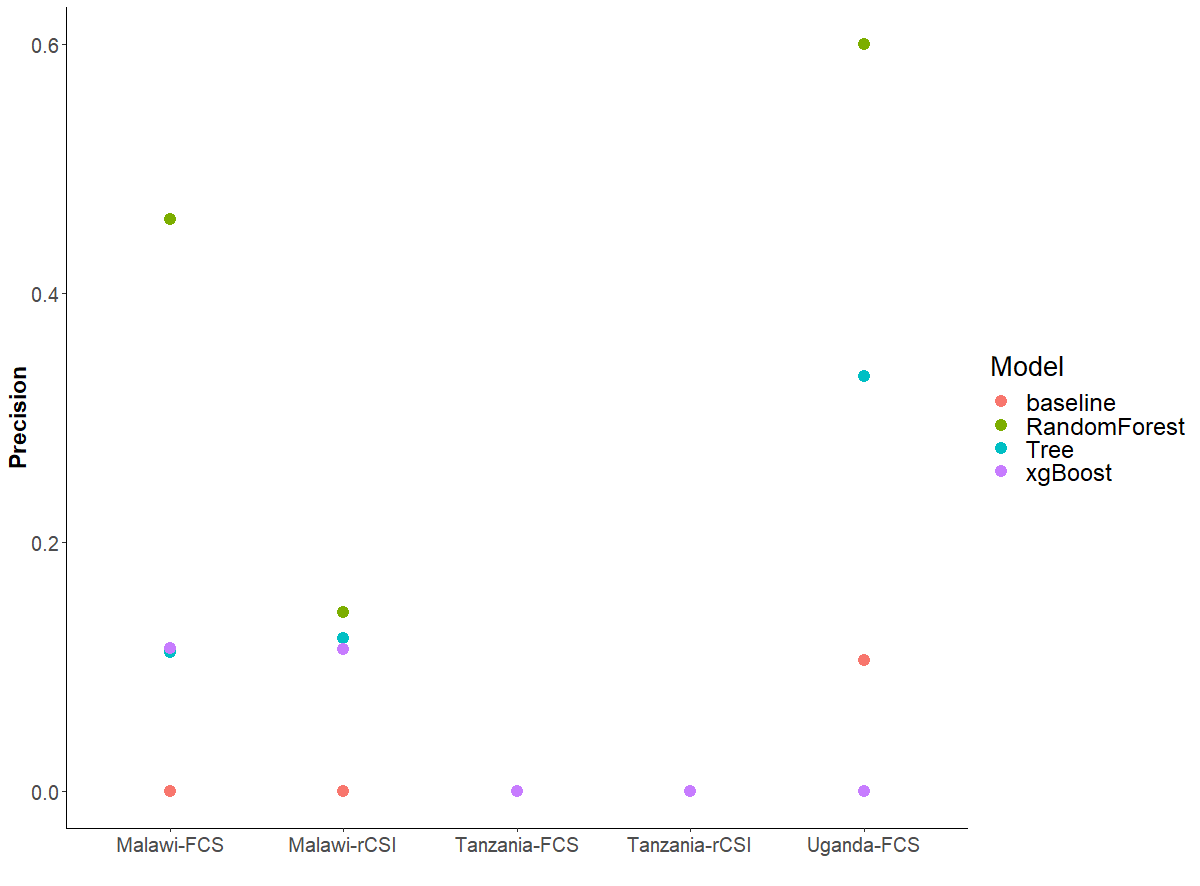 0.6
0.4
0.2
0.0
Precision
Malawi-FCS
Malawi-rCSI
Tanzania-FCS
Tanzania-rCSI
Uganda-FCS
Model
baseline
RandomForest
Tree
xgBoost